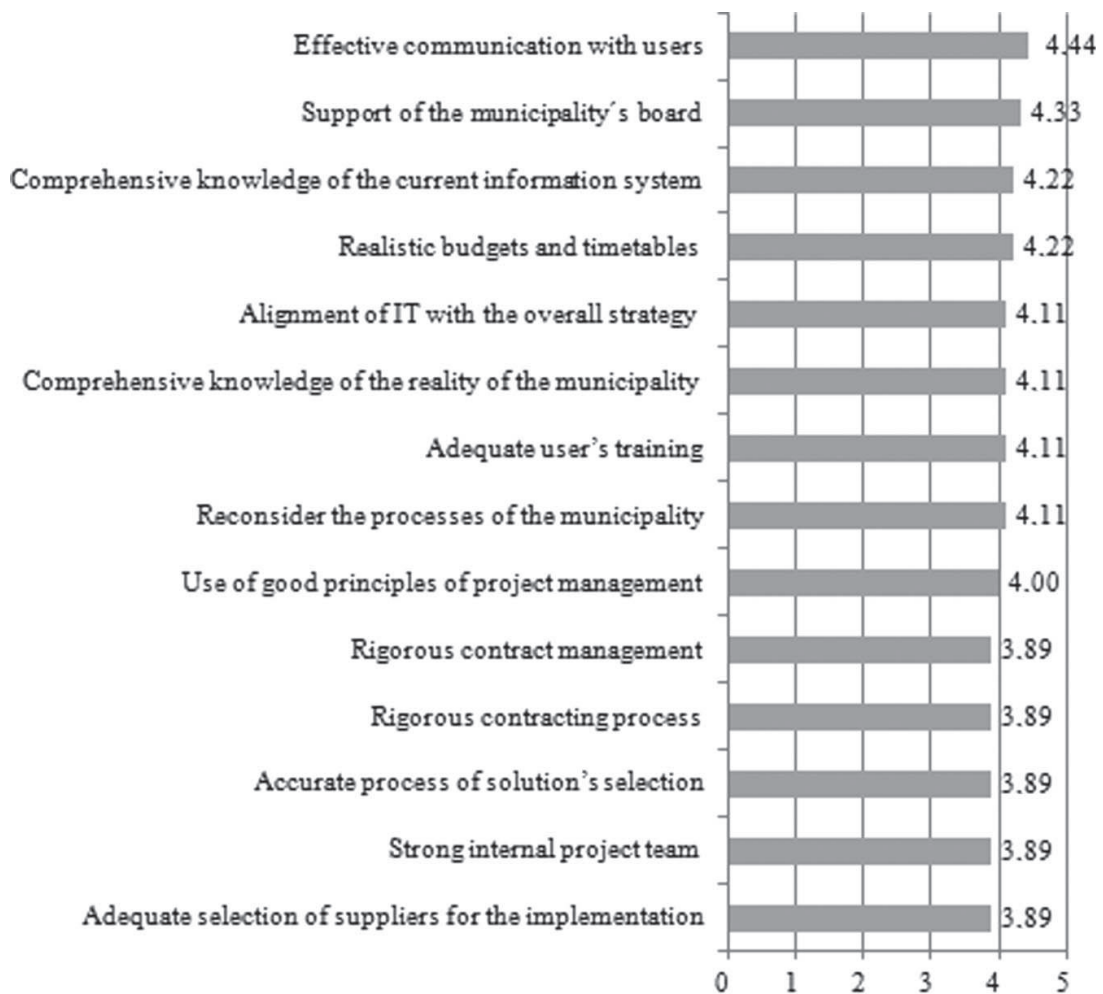 Effective communication with users 4.44
Support of the municipality´s board 4.33
Comprehensive knowledge of the current information system 4.22
Realistic budgets and timetables 4.22
Alignment of IT with the overall strategy 4.11
Comprehensive knowledge of the reality of the municipality 4.11
Adequate user’s training 4.11
Reconsider the processes of the municipality 4.11
Use of good principles of project management 4.00
Rigorous contract management 3.89
Rigorous contracting process 3.89
Accurate process of solution’s selection 3.89
Strong internal project team 3.89
Adequate selection of suppliers for the implementation 3.89
0 1 2 3 4 5